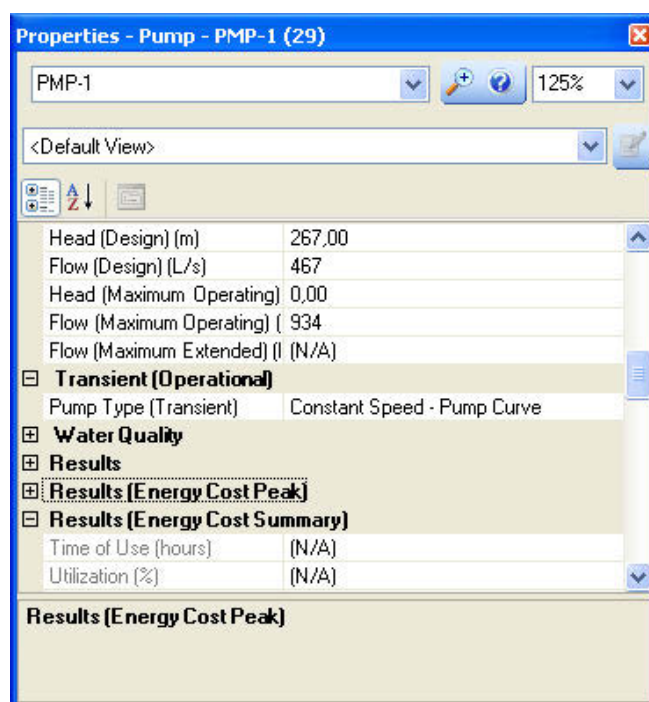 Properties - Pump - PMP-1 (29)
PMP-1
125%
<Default View>
Head (Design) (m) 267,00
Flow (Design) (L/s) 467
Head (Maximum Operating) 0,00
Flow (Maximum Operating) ( 934
Flow (Maximum Extended) (l (N/A)
Transient (Operational)
Pump Type (Transient) Constant Speed - Pump Curve
Water Quality
Results
Results (Energy Cost Peak)
Results (Energy Cost Summary)
Time of Use (hours) (N/A)
Utilization (%) (N/A)
Results (Energy Cost Peak)